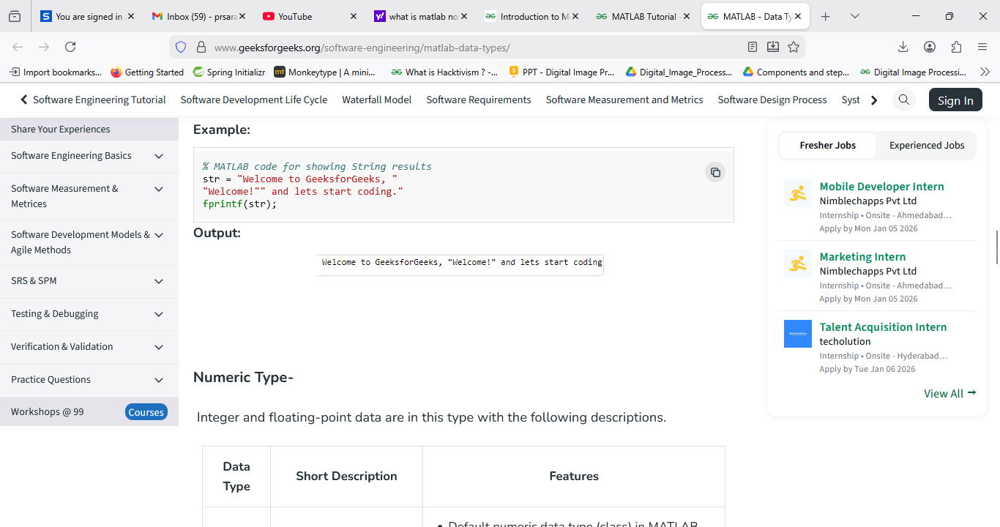 You are signed in
Inbox (59) - prsara
YouTube
what is matlab no
Introduction to M
MATLAB Tutorial
MATLAB - Data Ty
www.geeksforgeeks.org/software-engineering/matlab-data-types/
Import bookmarks...
Getting Started
Spring Initializr
mt
Monkeytype | A mini...
What is Hacktivism ? -...
PPT - Digital Image Pr...
Digital_Image_Process...
Components and step...
Digital Image Processi...
Software Engineering Tutorial
Software Development Life Cycle
Waterfall Model
Software Requirements
Software Measurement and Metrics
Software Design Process
Syst
Sign In
Share Your Experiences
Software Engineering Basics
Software Measurement &
Metrices
Software Development Models &
Agile Methods
SRS & SPM
Testing & Debugging
Verification & Validation
Practice Questions
Workshops @ 99
Courses
Example:
% MATLAB code for showing String results
str = "Welcome to GeeksforGeeks, "
"Welcome!"" and lets start coding."
fprintf(str);
Output:
Welcome to GeeksforGeeks, "Welcome!" and lets start coding
Numeric Type-
Integer and floating-point data are in this type with the following descriptions.
Data
Type
Short Description
Features
• Default numeric data type (class) in MATLAB
Fresher Jobs
Experienced Jobs
Mobile Developer Intern
Nimblechapps Pvt Ltd
Internship • Onsite - Ahmedabad...
Apply by Mon Jan 05 2026
Marketing Intern
Nimblechapps Pvt Ltd
Internship • Onsite - Ahmedabad...
Apply by Mon Jan 05 2026
Talent Acquisition Intern
techolution
Internship • Onsite - Hyderabad...
Apply by Tue Jan 06 2026
View All →